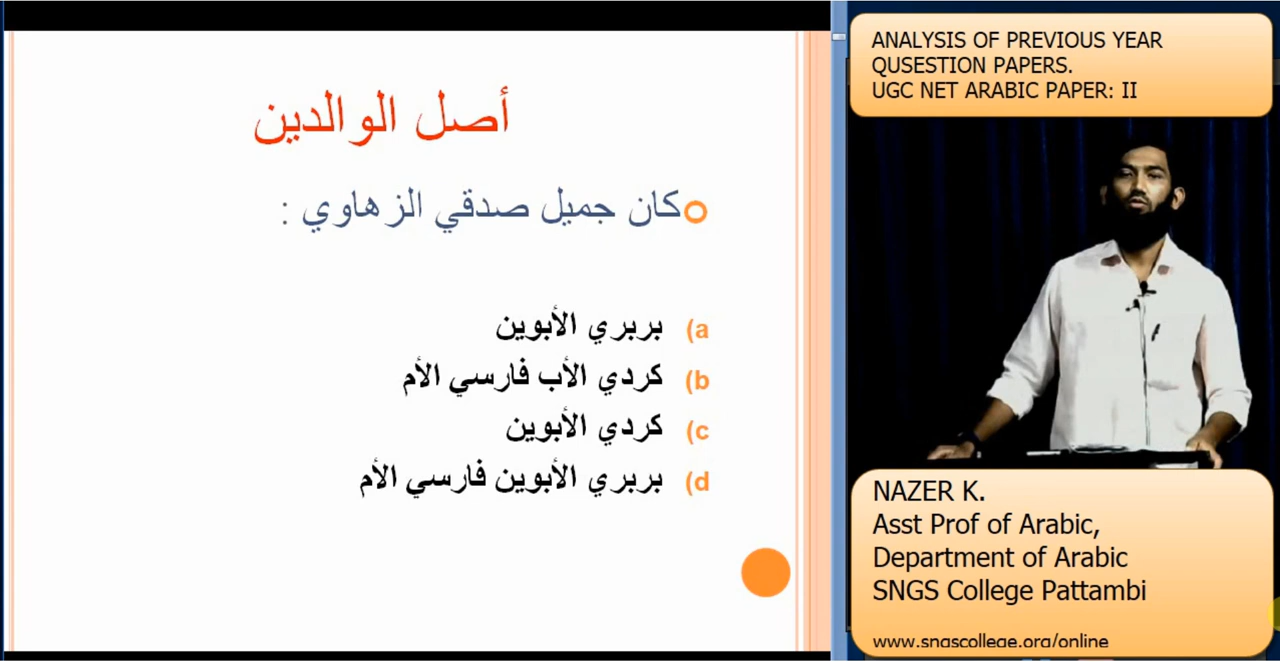 أصل الوالدين
كان جميل صدقي الزهاوي :
a) بربري الأبوين
b) كردي الأب فارسي الأم
c) كردي الأبوين
d) بربري الأبوين فارسي الأم
ANALYSIS OF PREVIOUS YEAR
QUSESTION PAPERS.
UGC NET ARABIC PAPER: II
NAZER K.
Asst Prof of Arabic,
Department of Arabic
SNGS College Pattambi
www.sngscollege.org/online